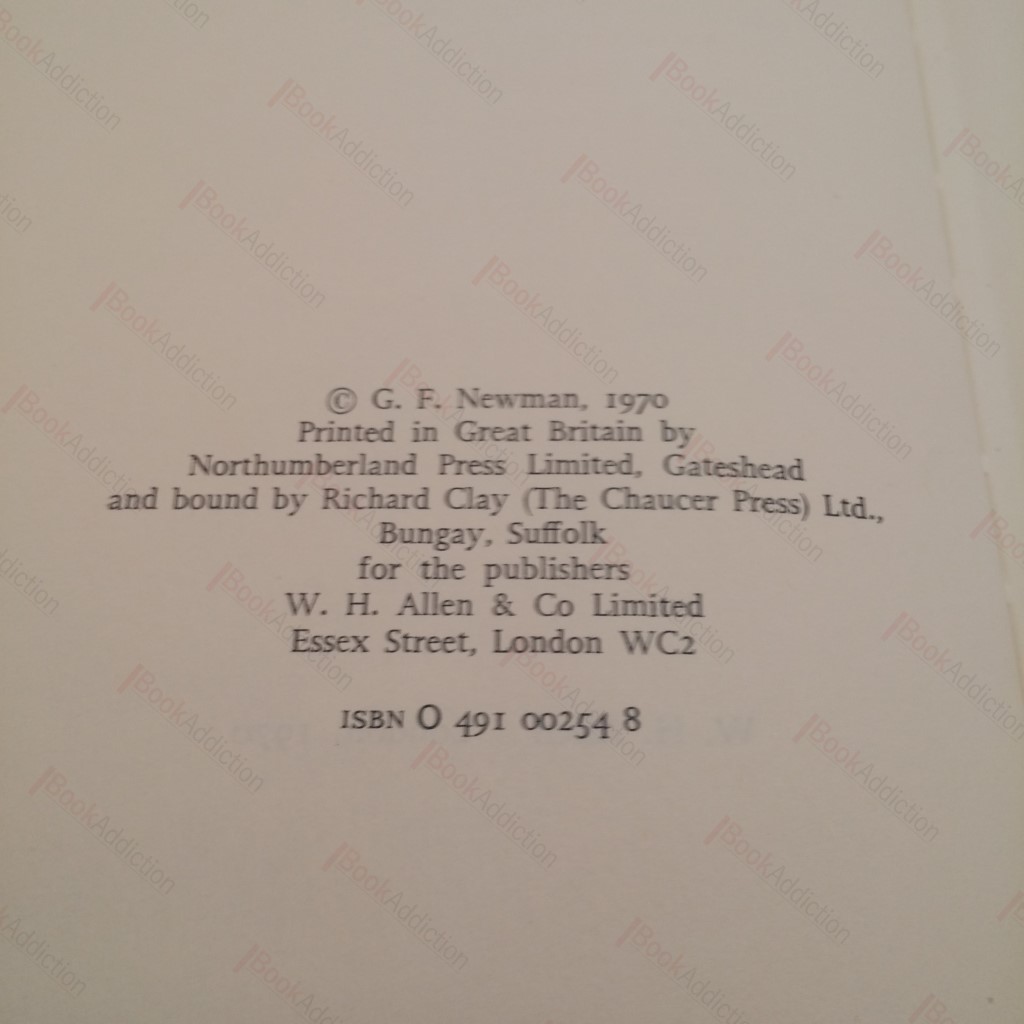 © G. F. Newman, 1970
Printed in Great Britain by
Northumberland Press Limited, Gateshead
and bound by Richard Clay (The Chaucer Press) Ltd.,
Bungay, Suffolk
for the publishers
W. H. Allen & Co Limited
Essex Street, London WC2
ISBN 0 491 00254 8
BookAddiction